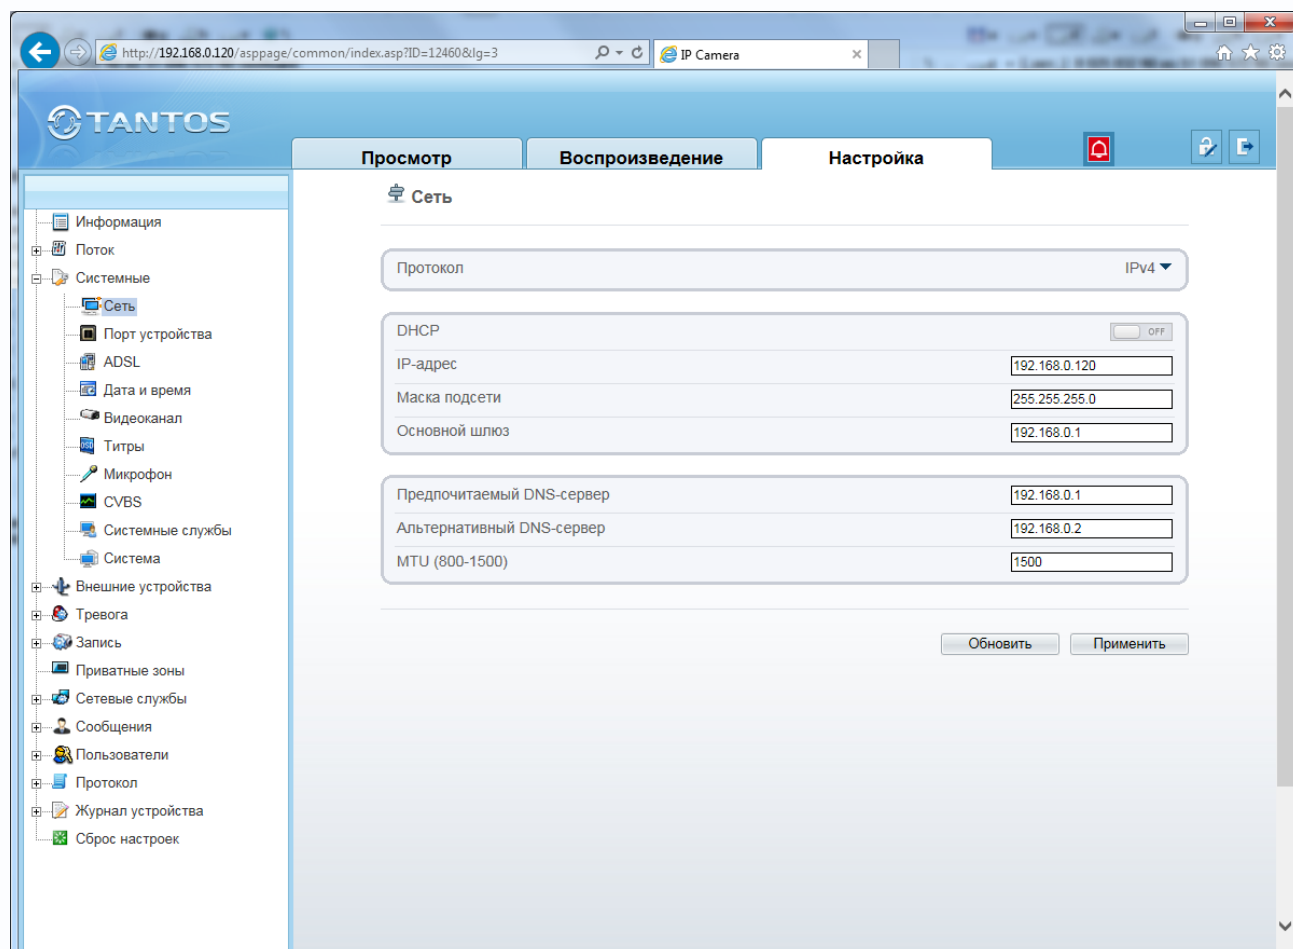 http://192.168.0.120/asppage/common/index.asp?ID=12460&lg=3
IP Camera
TANTOS
Просмотр
Воспроизведение
Настройка
Сеть
Информация
Поток
Системные
Сеть
Порт устройства
ADSL
Дата и время
Видеоканал
Титры
Микрофон
CVBS
Системные службы
Система
Внешние устройства
Тревога
Запись
Приватные зоны
Сетевые службы
Сообщения
Пользователи
Протокол
Журнал устройства
Сброс настроек
Протокол IPv4
DHCP OFF
IP-адрес 192.168.0.120
Маска подсети 255.255.255.0
Основной шлюз 192.168.0.1
Предпочитаемый DNS-сервер 192.168.0.1
Альтернативный DNS-сервер 192.168.0.2
MTU (800-1500) 1500
Обновить Применить